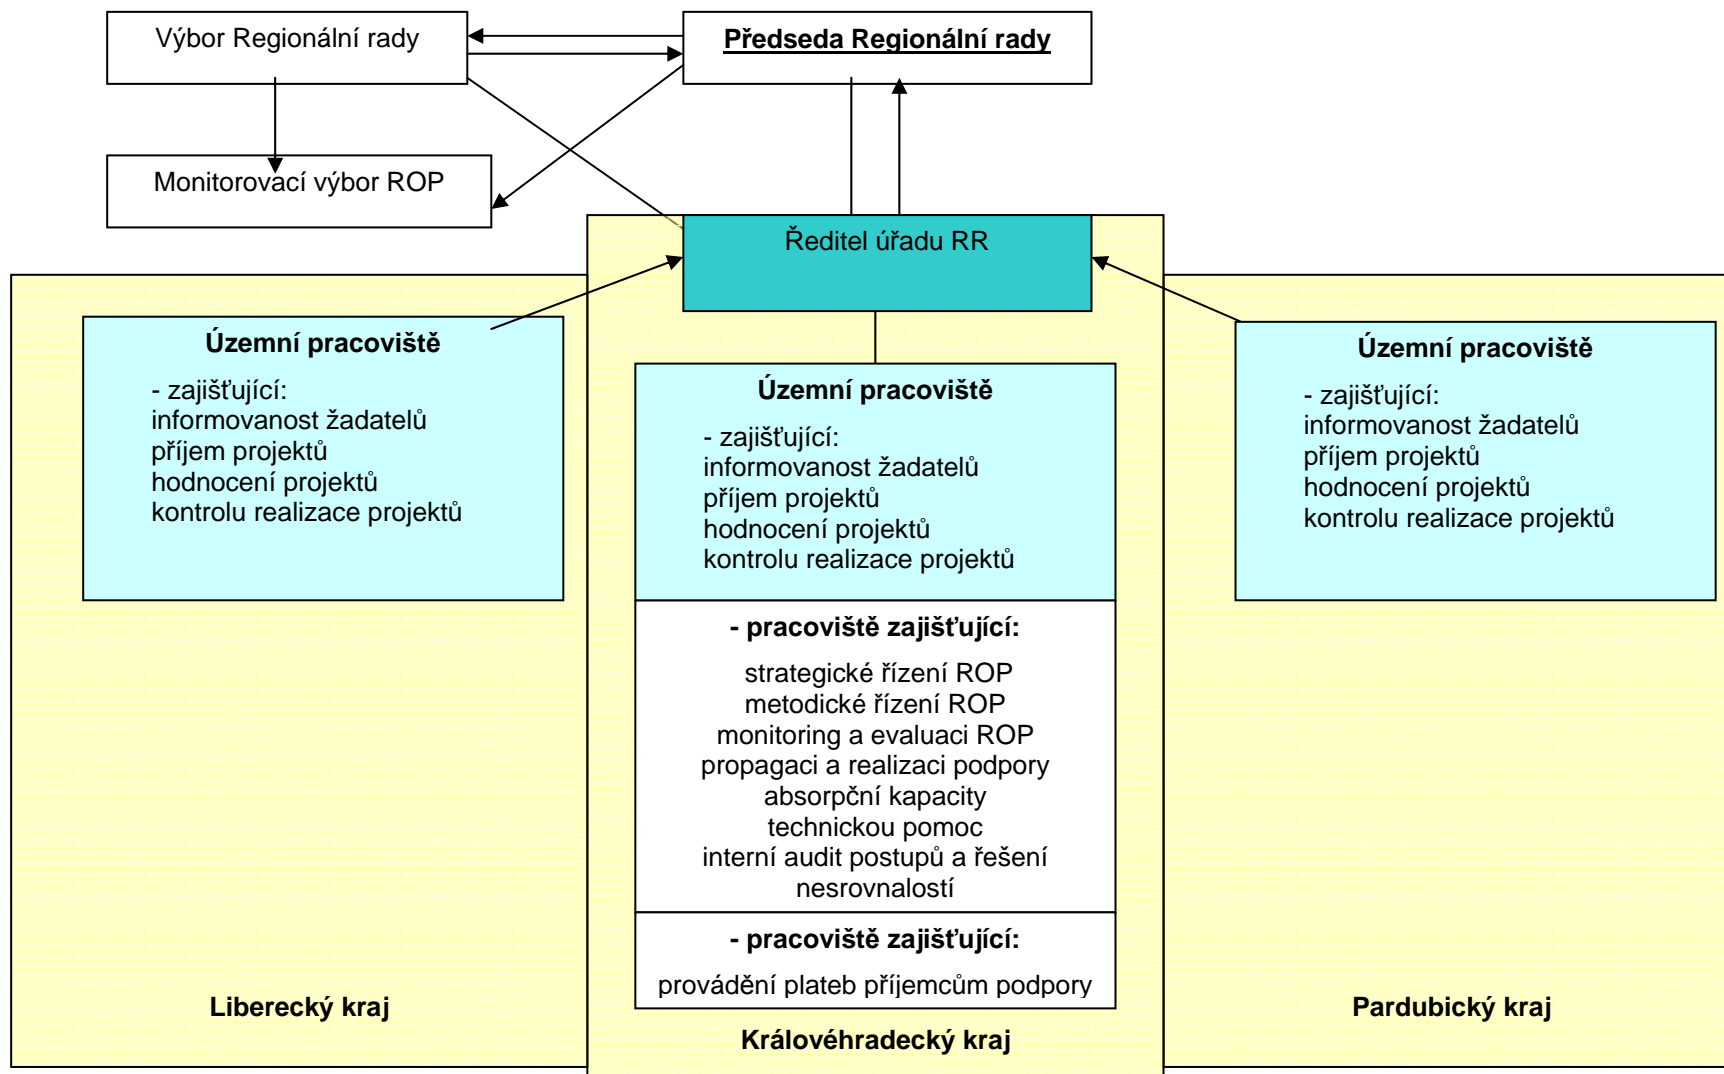 Výbor Regionální rady
Předseda Regionální rady
Monitorovací výbor ROP
Ředitel úřadu RR
Územní pracoviště
- zajišťující:
informovanost žadatelů
příjem projektů
hodnocení projektů
kontrolu realizace projektů
Liberecký kraj
Územní pracoviště
- zajišťující:
informovanost žadatelů
příjem projektů
hodnocení projektů
kontrolu realizace projektů
- pracoviště zajišťující:
strategické řízení ROP
metodické řízení ROP
monitoring a evaluaci ROP
propagaci a realizaci podpory
absorpční kapacity
technickou pomoc
interní audit postupů a řešení
nesrovnalostí
- pracoviště zajišťující:
provádění plateb příjemcům podpory
Královéhradecký kraj
Územní pracoviště
- zajišťující:
informovanost žadatelů
příjem projektů
hodnocení projektů
kontrolu realizace projektů
Pardubický kraj